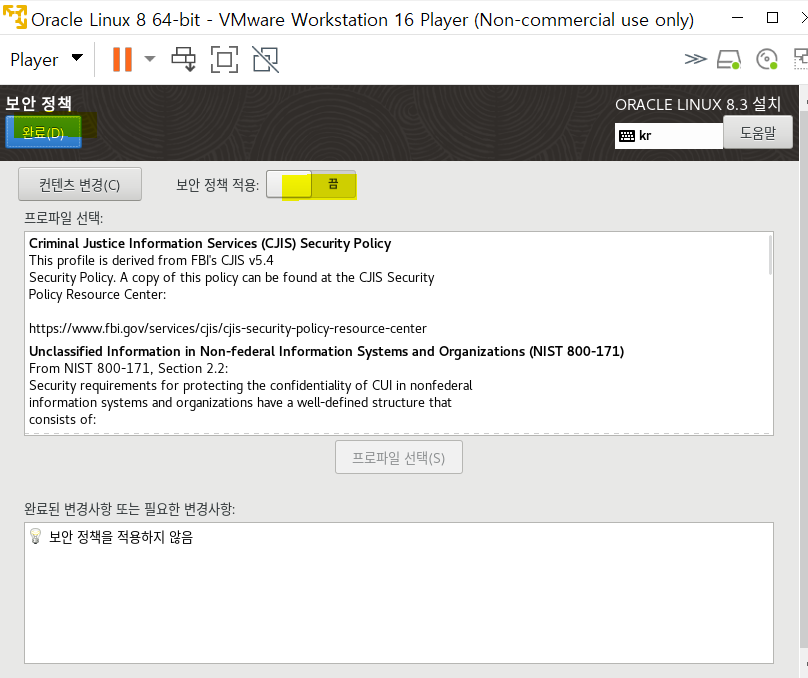 Oracle Linux 8 64-bit - VMware Workstation 16 Player (Non-commercial use only)
Player
보안 정책
ORACLE LINUX 8.3 설치
완료(D)
kr
도움말
컨텐츠 변경(C)
보안 정책 적용:
끔
프로파일 선택:
Criminal Justice Information Services (CJIS) Security Policy
This profile is derived from FBI's CJIS v5.4
Security Policy. A copy of this policy can be found at the CJIS Security
Policy Resource Center:
https://www.fbi.gov/services/cjis/cjis-security-policy-resource-center
Unclassified Information in Non-federal Information Systems and Organizations (NIST 800-171)
From NIST 800-171, Section 2.2:
Security requirements for protecting the confidentiality of CUI in nonfederal
information systems and organizations have a well-defined structure that
consists of:
프로파일 선택(S)
완료된 변경사항 또는 필요한 변경사항:
보안 정책을 적용하지 않음